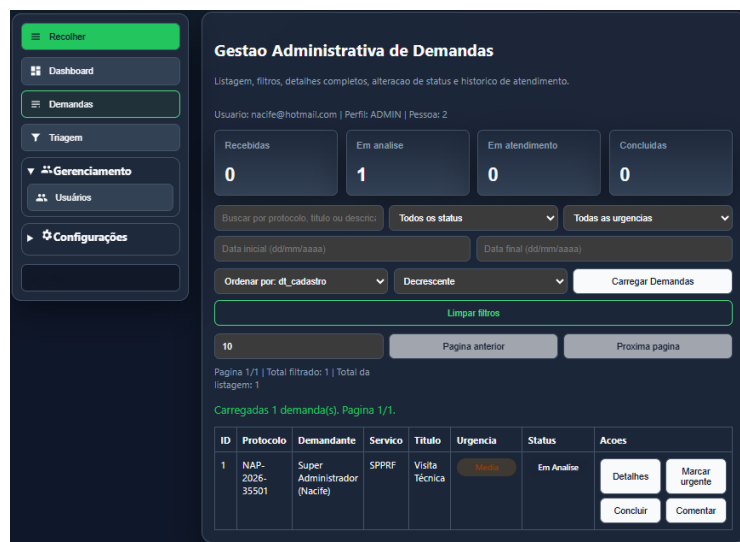 Recolher
Dashboard
Demandas
Triagem
Gerenciamento
Usuários
Configurações
Gestao Administrativa de Demandas
Listagem, filtros, detalhes completos, alteracao de status e historico de atendimento.
Usuario: nacife@hotmail.com | Perfil: ADMIN | Pessoa: 2
Recebidas Em analise Em atendimento Concluidas
0 1 0 0
Buscar por protocolo, titulo ou descric Todos os status Todas as urgencias
Data inicial (dd/mm/aaaa) Data final (dd/mm/aaaa)
Ordenar por: dt_cadastro Decrescente Carregar Demandas
Limpar filtros
10 Pagina anterior Proxima pagina
Pagina 1/1 | Total filtrado: 1 | Total da
listagem: 1
Carregadas 1 demanda(s). Pagina 1/1.
ID Protocolo Demandante Servico Titulo Urgencia Status Acoes
1 NAP-2026-35501 Super Administrador (Nacife) SPPRF Visita Técnica Media Em Analise
Detalhes Marcar urgente
Concluir Comentar